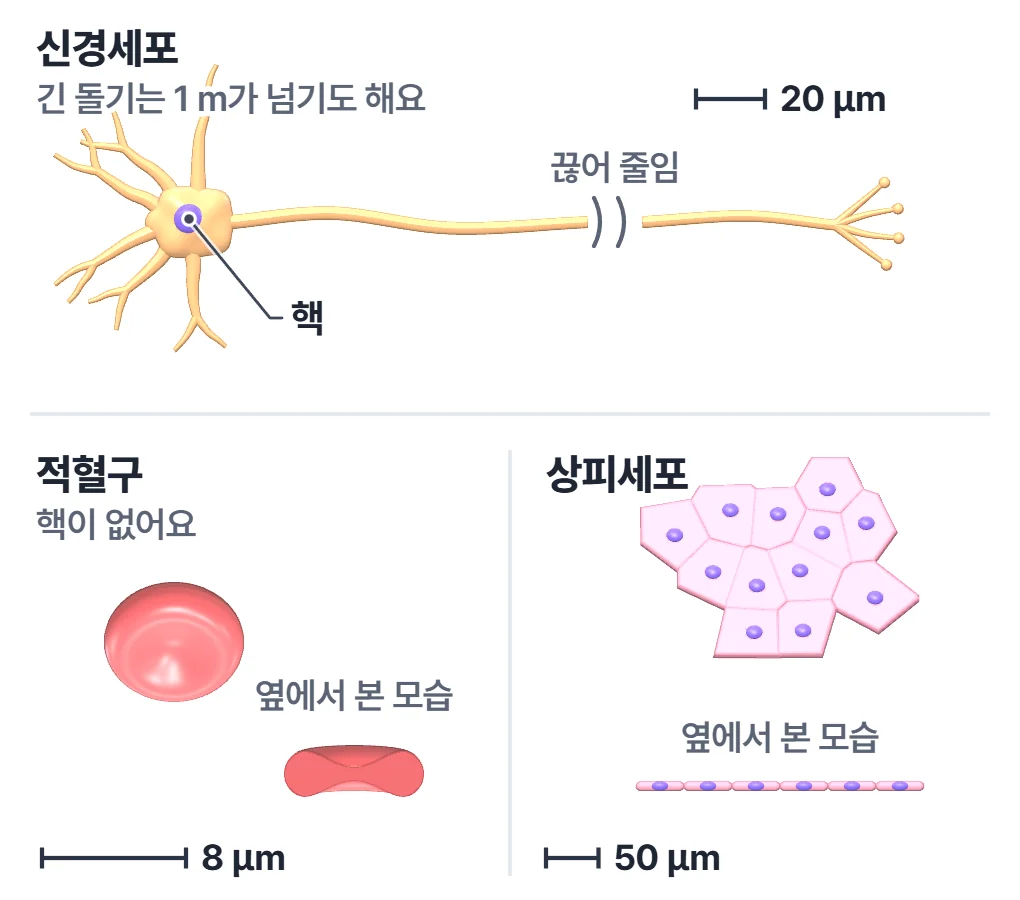 신경세포
긴 돌기는 1 m가 넘기도 해요
20 μm
끊어 줄임
핵
적혈구
핵이 없어요
옆에서 본 모습
8 μm
상피세포
옆에서 본 모습
50 μm